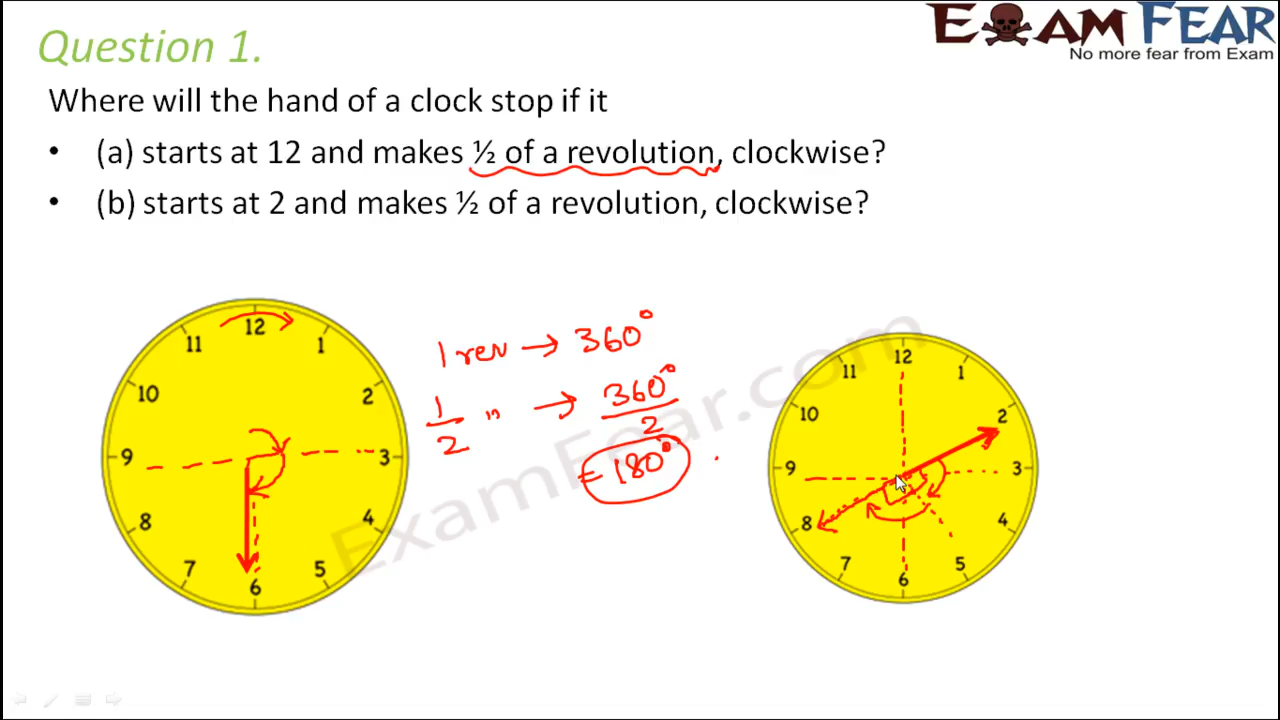 Question 1.
EXAM FEAR
No more fear from Exam
Where will the hand of a clock stop if it
• (a) starts at 12 and makes ½ of a revolution, clockwise?
• (b) starts at 2 and makes ½ of a revolution, clockwise?
12
11 1
10 2
9 3
8 4
7 5
6
1 rev → 360°
1/2 " → 360°/2
= 180°
12
11 1
10 2
9 3
8 4
7 5
6
ExamFear.com